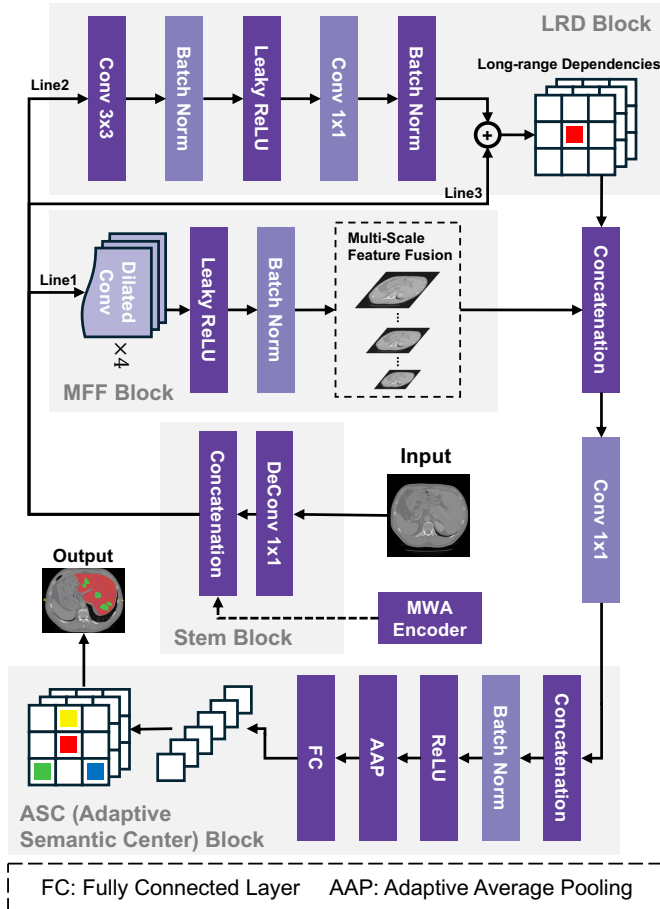 LRD Block
Long-range Dependencies
Line2
Conv 3x3
Batch Norm
Leaky ReLU
Conv 1x1
Batch Norm
+
Line3
Line1
Dilated
Conv
×4
Leaky ReLU
Batch Norm
Multi-Scale
Feature Fusion
MFF Block
Concatenation
Conv 1x1
Input
DeConv 1x1
Concatenation
MWA
Encoder
Stem Block
Output
Concatenation
Batch Norm
ReLU
AAP
FC
ASC (Adaptive
Semantic Center) Block
FC: Fully Connected Layer AAP: Adaptive Average Pooling